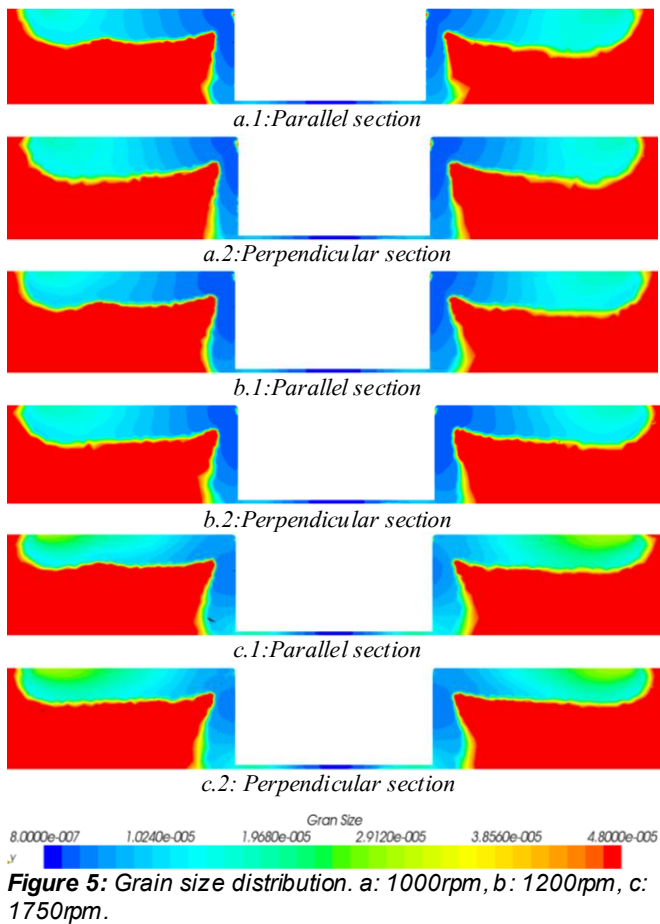 a.1:Parallel section
a.2:Perpendicular section
b.1:Parallel section
b.2:Perpendicular section
c.1:Parallel section
c.2: Perpendicular section
Gran Size
8.0000e-007 1.0240e-005 1.9680e-005 2.9120e-005 3.8560e-005 4.8000e-005
Y
Figure 5: Grain size distribution. a: 1000rpm, b: 1200rpm, c:
1750rpm.